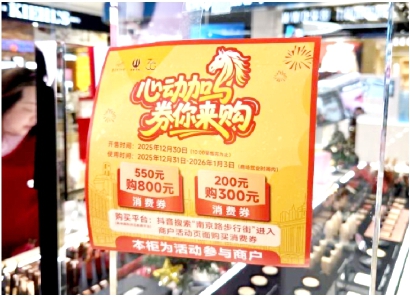 心动加马
券你来购
开售时间：2025年12月30日
使用时间：2025年12月31日-2026年1月3日
550元
购800元
消费券
200元
购300元
消费券
购买平台：抖音搜索"南京路步行街"进入
商户活动页面购买消费券
本柜为活动参与商户